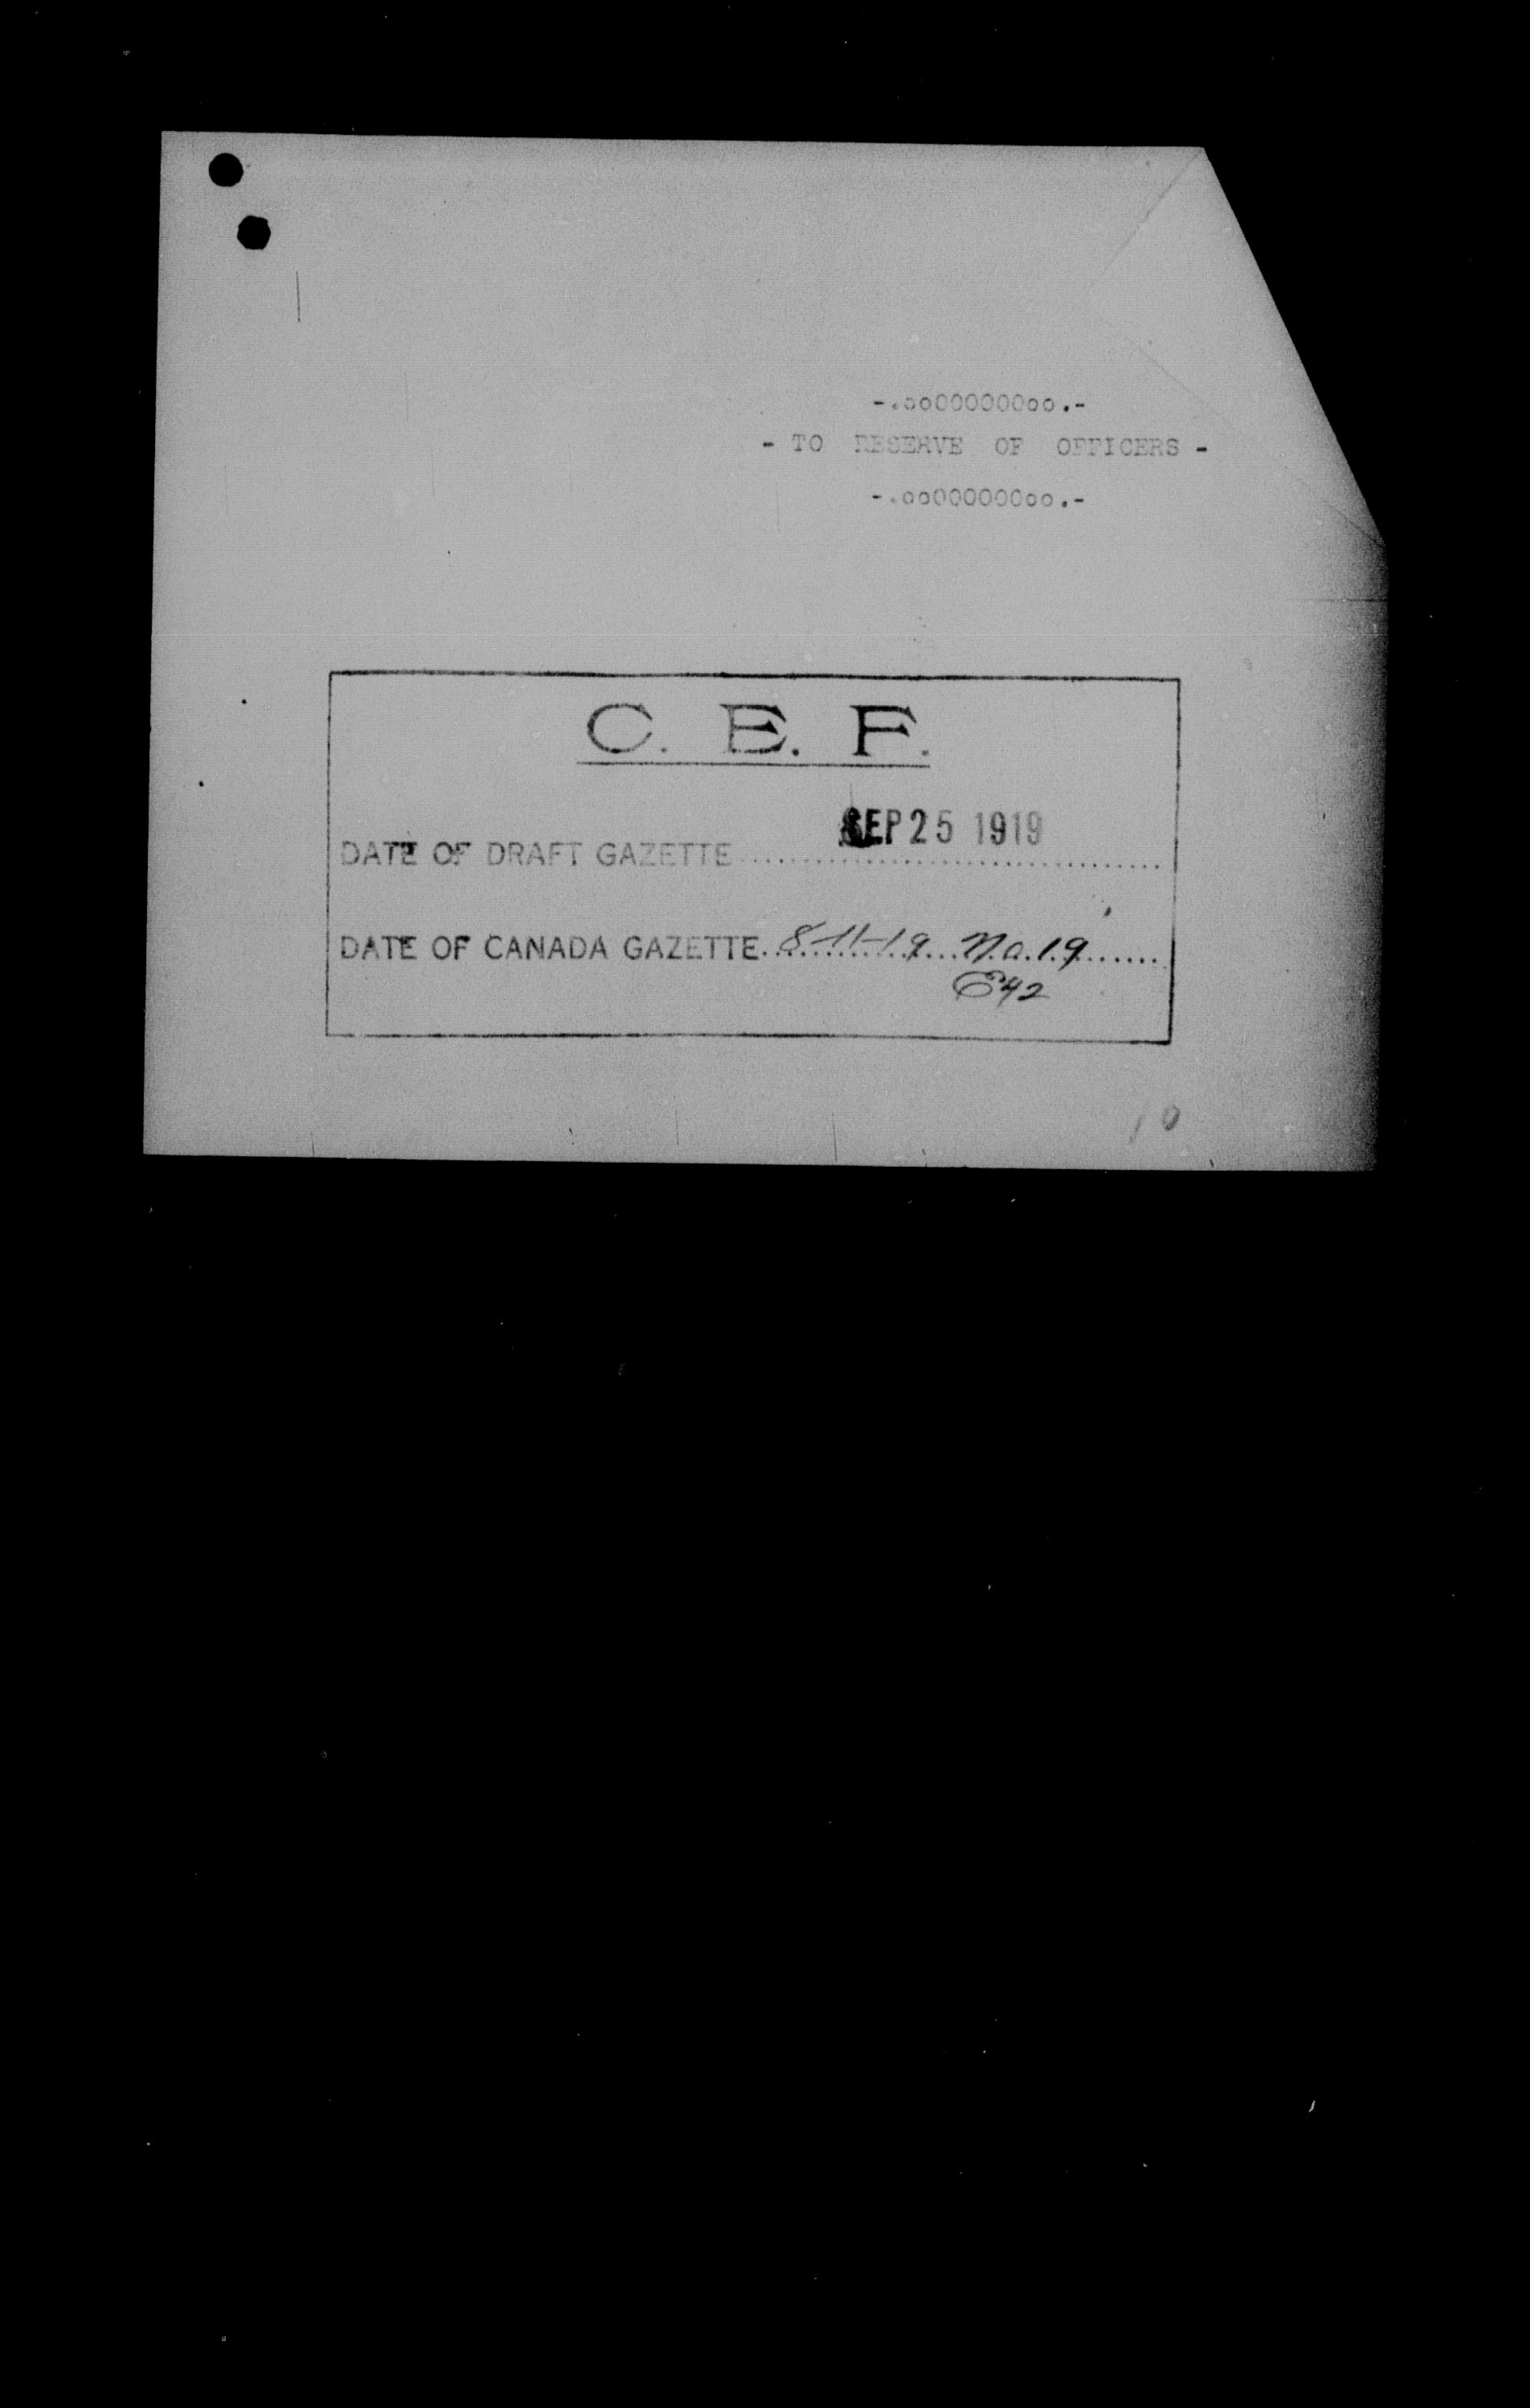 -.ooOOOOOOOoo.-
- TO RESERVE OF OFFICERS -
-.ooOOOOOOOoo.-
C. E. F.
DATE OF DRAFT GAZETTE SEP 25 1919
DATE OF CANADA GAZETTE 8-11-19 No. 19
E42
10